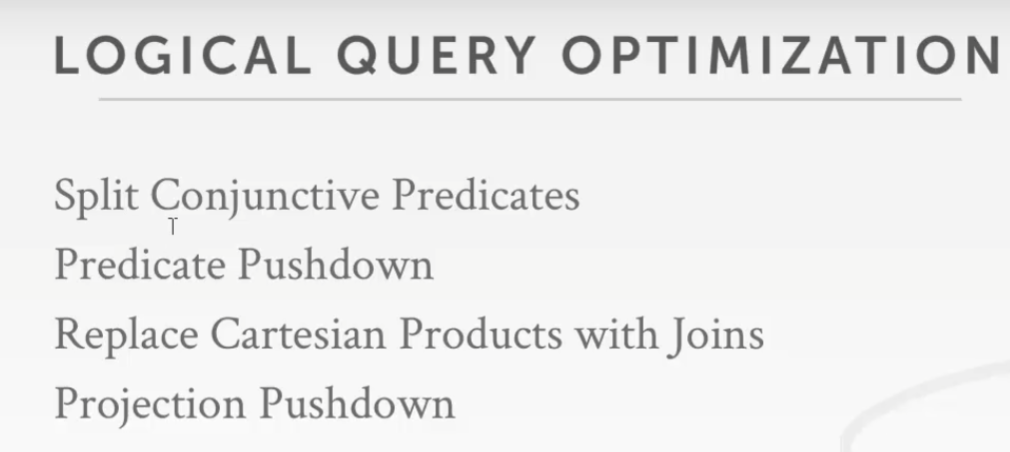 LOGICAL QUERY OPTIMIZATION
Split Conjunctive Predicates
Predicate Pushdown
Replace Cartesian Products with Joins
Projection Pushdown